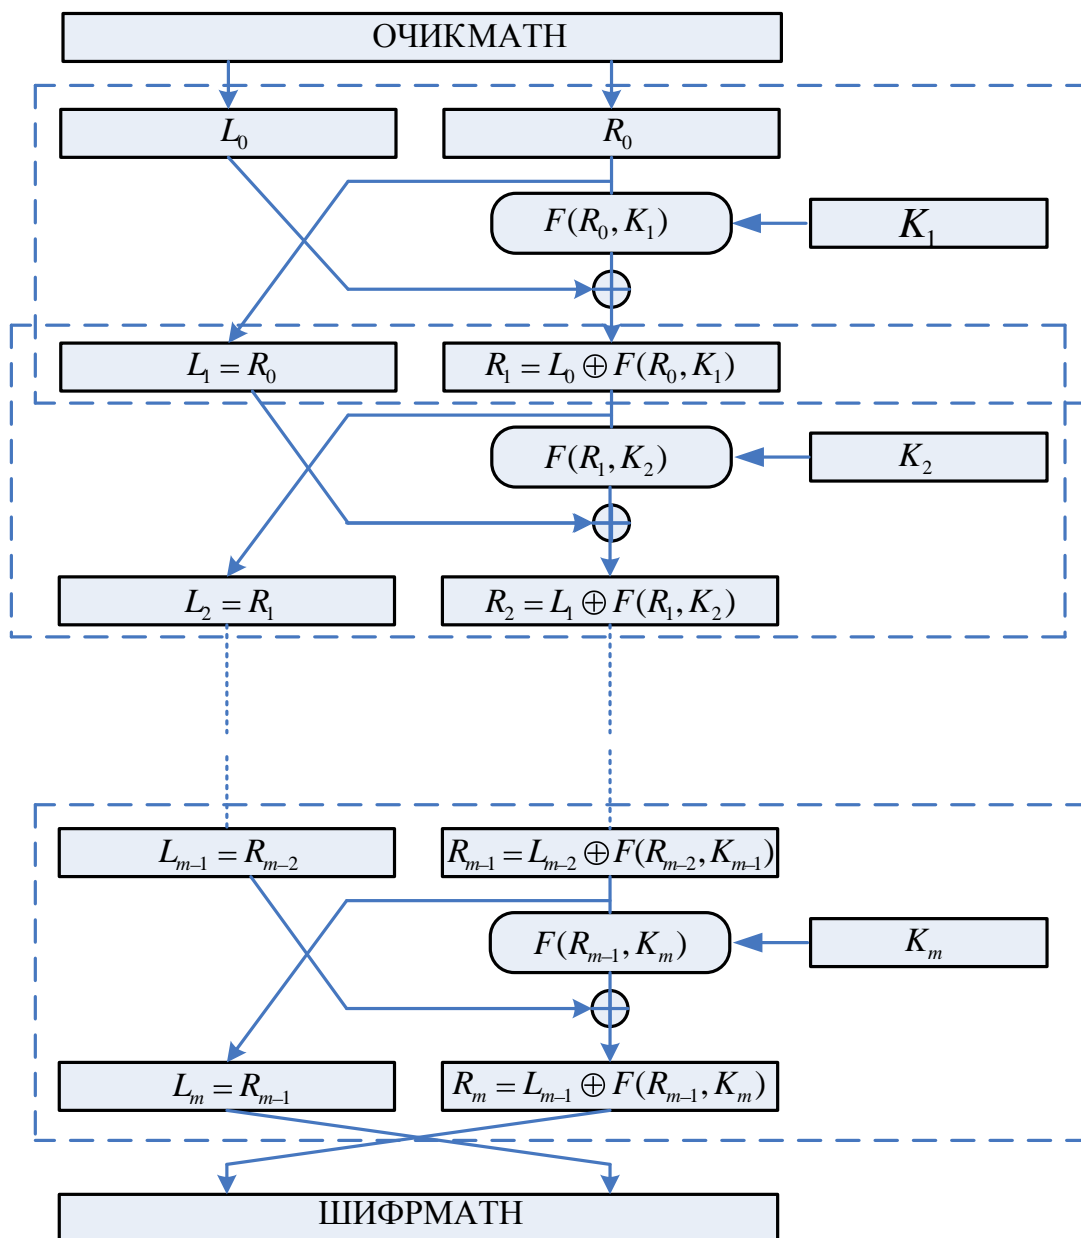 ОЧИКМАТН
L₀
R₀
F(R₀, K₁)
K₁
L₁ = R₀
R₁ = L₀ ⊕ F(R₀, K₁)
F(R₁, K₂)
K₂
L₂ = R₁
R₂ = L₁ ⊕ F(R₁, K₂)
Lₘ₋₁ = Rₘ₋₂
Rₘ₋₁ = Lₘ₋₂ ⊕ F(Rₘ₋₂, Kₘ₋₁)
F(Rₘ₋₁, Kₘ)
Kₘ
Lₘ = Rₘ₋₁
Rₘ = Lₘ₋₁ ⊕ F(Rₘ₋₁, Kₘ)
ШИФРМАТН